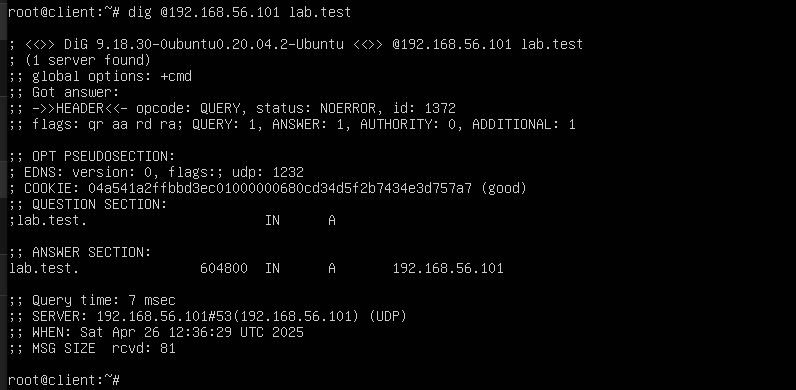 root@client:~# dig @192.168.56.101 lab.test
; <<>> DiG 9.18.30-0ubuntu0.20.04.2-Ubuntu <<>> @192.168.56.101 lab.test
; (1 server found)
;; global options: +cmd
;; Got answer:
;; ->>HEADER<<- opcode: QUERY, status: NOERROR, id: 1372
;; flags: qr aa rd ra; QUERY: 1, ANSWER: 1, AUTHORITY: 0, ADDITIONAL: 1
;; OPT PSEUDOSECTION:
; EDNS: version: 0, flags:; udp: 1232
; COOKIE: 04a541a2ffbbd3ec01000000680cd34d5f2b7434e3d757a7 (good)
;; QUESTION SECTION:
;lab.test. IN A
;; ANSWER SECTION:
lab.test. 604800 IN A 192.168.56.101
;; Query time: 7 msec
;; SERVER: 192.168.56.101#53(192.168.56.101) (UDP)
;; WHEN: Sat Apr 26 12:36:29 UTC 2025
;; MSG SIZE rcvd: 81
root@client:~#